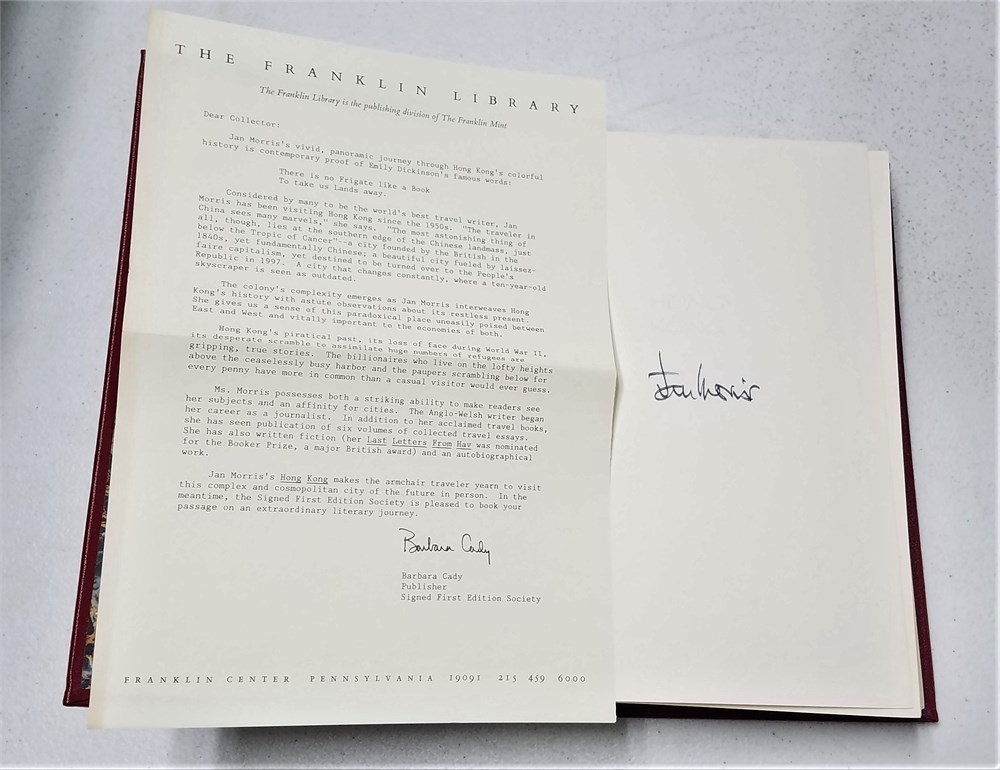 THE FRANKLIN LIBRARY
The Franklin Library is the publishing division of The Franklin Mint
Dear Collector:
Jan Morris's vivid, panoramic journey through Hong Kong's colorful
history is contemporary proof of Emily Dickinson's famous words:
There is no Frigate like a Book
To take us Lands away.
Considered by many to be the world's best travel writer, Jan
Morris has been visiting Hong Kong since the 1950s. "The traveler in
China sees many marvels," she says. "The most astonishing thing of
all, though, lies at the southern edge of the Chinese landmass, just
below the Tropic of Cancer"--a city founded by the British in the
1840s, yet fundamentally Chinese; a beautiful city fueled by laissez-
faire capitalism, yet destined to be turned over to the People's
Republic in 1997. A city that changes constantly, where a ten-year-old
skyscraper is seen as outdated.
The colony's complexity emerges as Jan Morris interweaves Hong
Kong's history with astute observations about its restless present.
She gives us a sense of this paradoxical place uneasily poised between
East and West and vitally important to the economies of both.
Hong Kong's piratical past, its loss of face during World War II,
its desperate scramble to assimilate huge numbers of refugees are
gripping, true stories. The billionaires who live on the lofty heights
above the ceaselessly busy harbor and the paupers scrambling below for
every penny have more in common than a casual visitor would ever guess.
Ms. Morris possesses both a striking ability to make readers see
her subjects and an affinity for cities. The Anglo-Welsh writer began
her career as a journalist. In addition to her acclaimed travel books,
she has seen publication of six volumes of collected travel essays.
She has also written fiction (her Last Letters From Hav was nominated
for the Booker Prize, a major British award) and an autobiographical
work.
Jan Morris's Hong Kong makes the armchair traveler yearn to visit
this complex and cosmopolitan city of the future in person. In the
meantime, the Signed First Edition Society is pleased to book your
passage on an extraordinary literary journey.
Barbara Cady
Barbara Cady
Publisher
Signed First Edition Society
FRANKLIN CENTER PENNSYLVANIA 19091 215 459 6000
Jan Morris